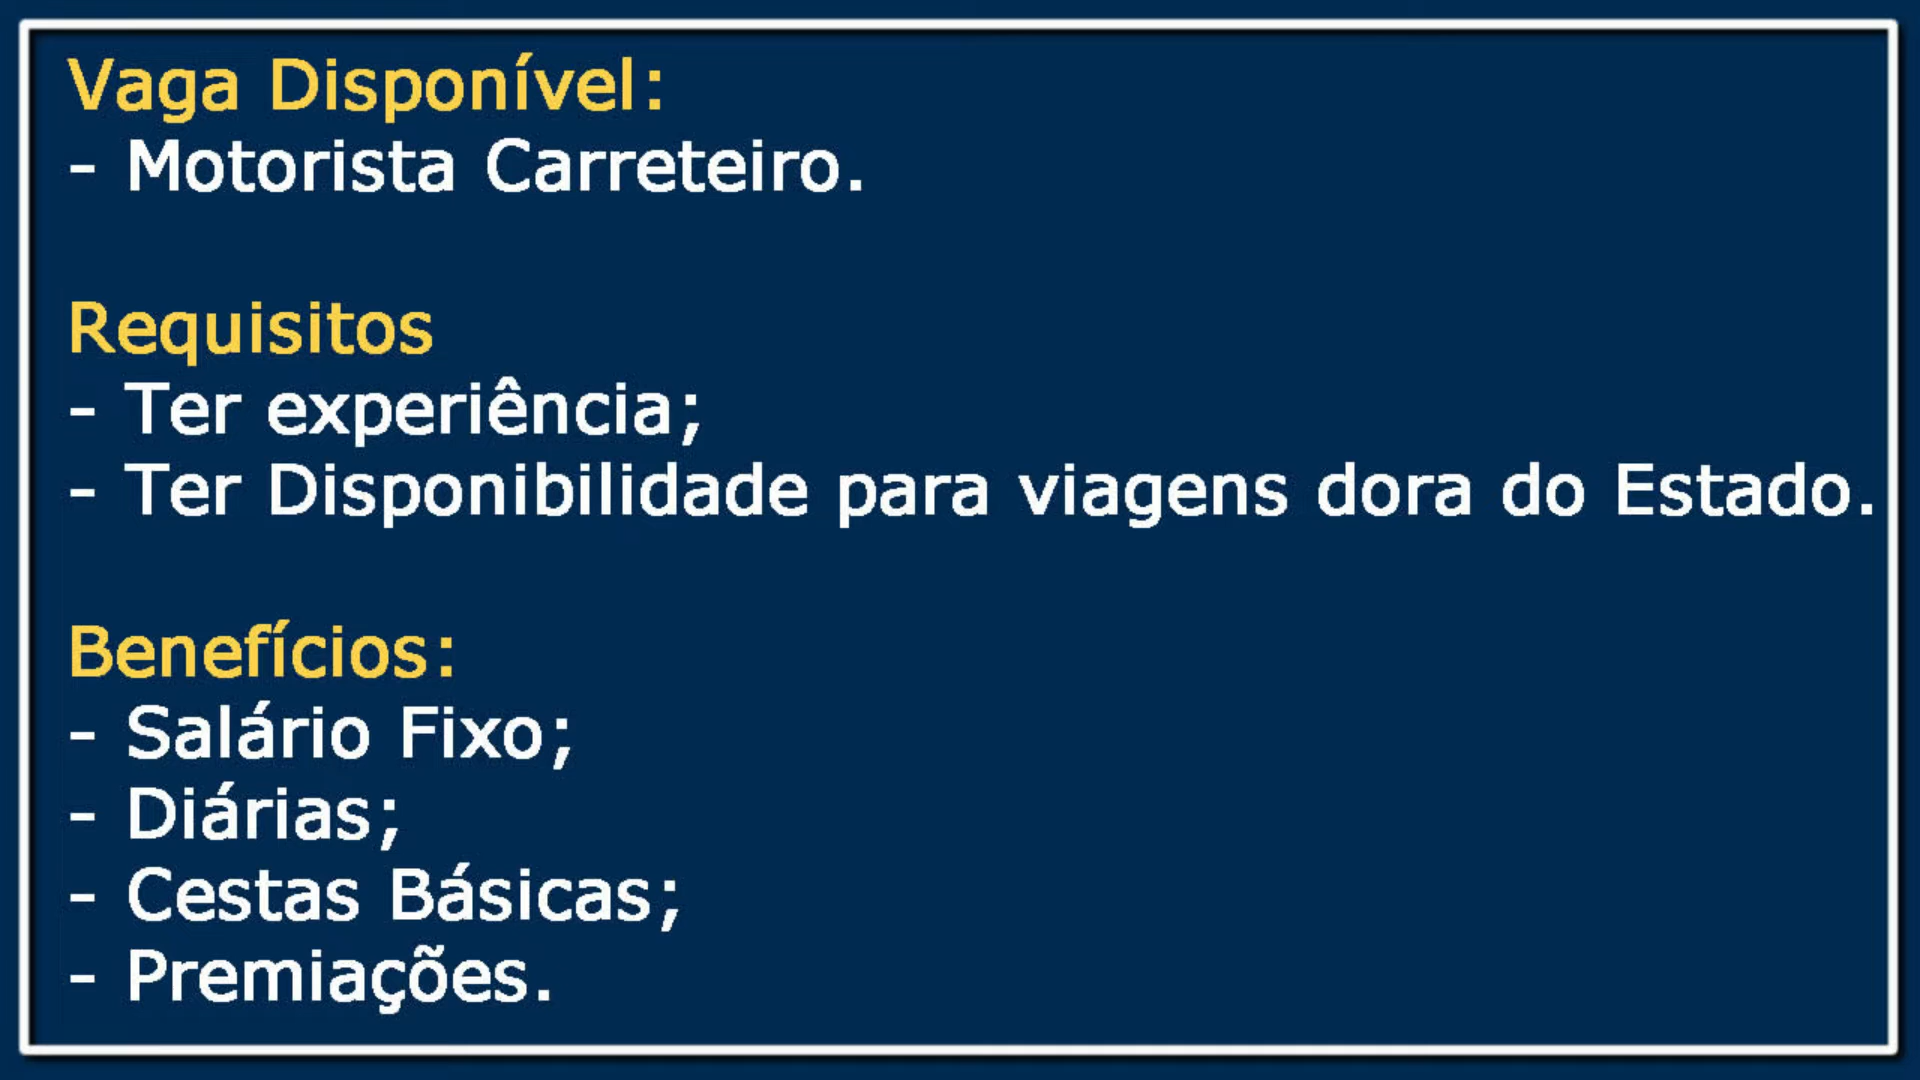 Vaga Disponível:
- Motorista Carreteiro.
Requisitos
- Ter experiência;
- Ter Disponibilidade para viagens dora do Estado.
Benefícios:
- Salário Fixo;
- Diárias;
- Cestas Básicas;
- Premiações.